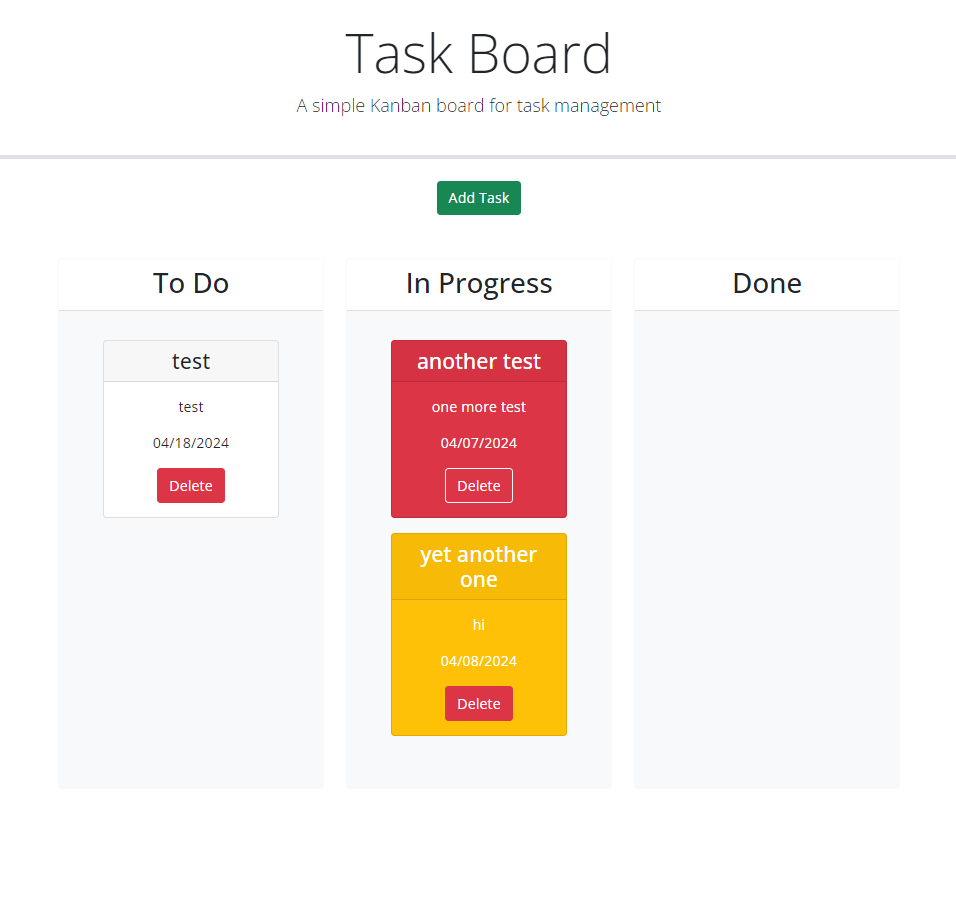 Task Board
A simple Kanban board for task management
Add Task
To Do
test
test
04/18/2024
Delete
In Progress
another test
one more test
04/07/2024
Delete
yet another
one
hi
04/08/2024
Delete
Done